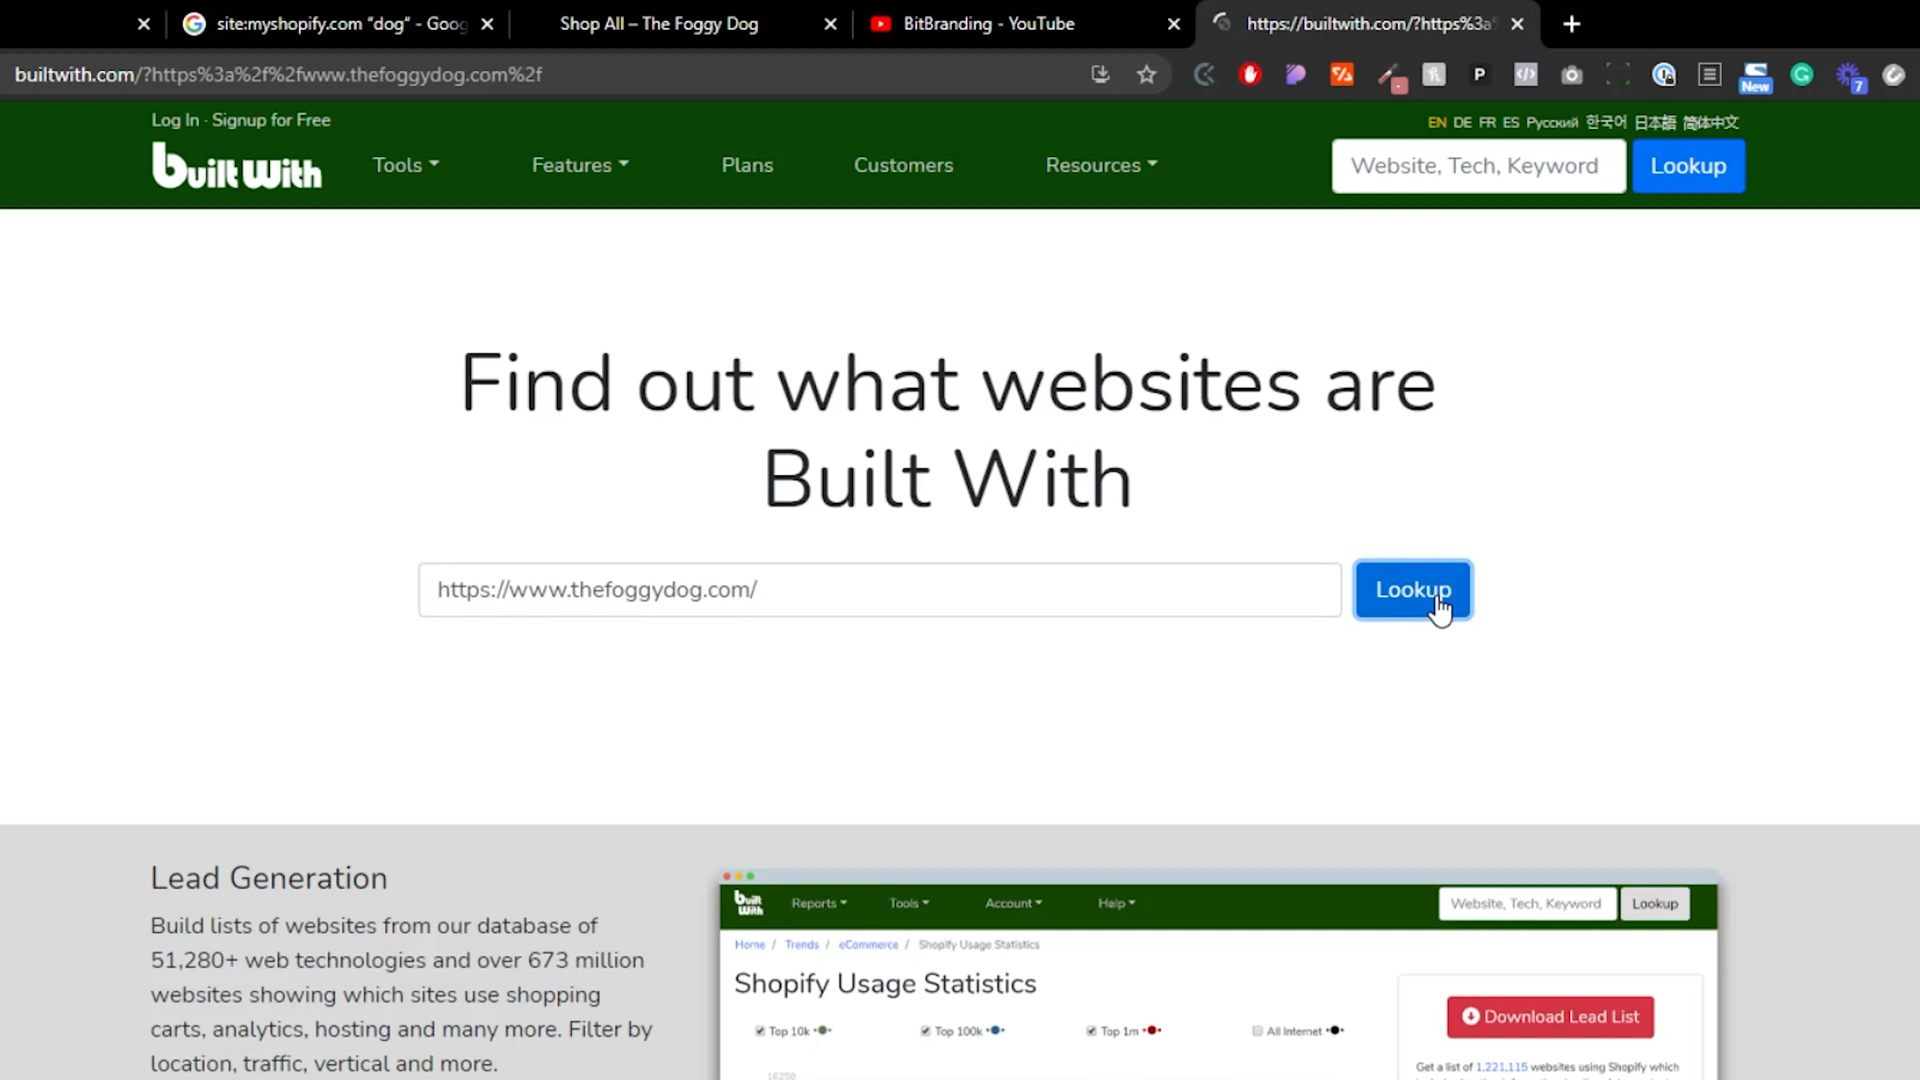 site:myshopify.com “dog” - Goog
Shop All – The Foggy Dog
BitBranding - YouTube
https://builtwith.com/?https%3a%
builtwith.com/?https%3a%2f%2fwww.thefoggydog.com%2f
P
New
7
Log In · Signup for Free
EN DE FR ES Русский 한국어 日本語 简体中文
built With
Tools
Features
Plans
Customers
Resources
Website, Tech, Keyword
Lookup
Find out what websites are
Built With
https://www.thefoggydog.com/
Lookup
Lead Generation
Build lists of websites from our database of
51,280+ web technologies and over 673 million
websites showing which sites use shopping
carts, analytics, hosting and many more. Filter by
location, traffic, vertical and more.
built With
Reports
Tools
Account
Help
Website, Tech, Keyword
Lookup
Home / Trends / eCommerce / Shopify Usage Statistics
Shopify Usage Statistics
Top 10k
Top 100k
Top 1m
All Internet
16250
Download Lead List
Get a list of 1,221,115 websites using Shopify which